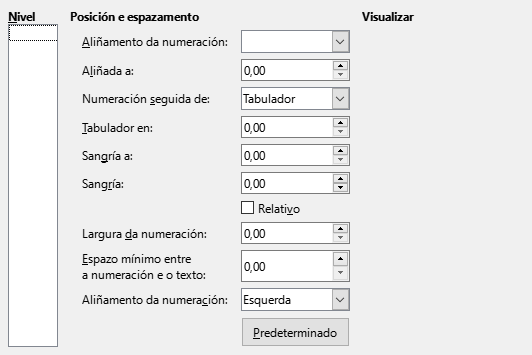 Nivel
Posición e espazamento
Visualizar
Aliñamento da numeración:
Aliñada a: 0,00
Numeración seguida de: Tabulador
Tabulador en: 0,00
Sangría a: 0,00
Sangría: 0,00
Relativo
Largura da numeración: 0,00
Espazo mínimo entre
a numeración e o texto: 0,00
Aliñamento da numeración: Esquerda
Predeterminado